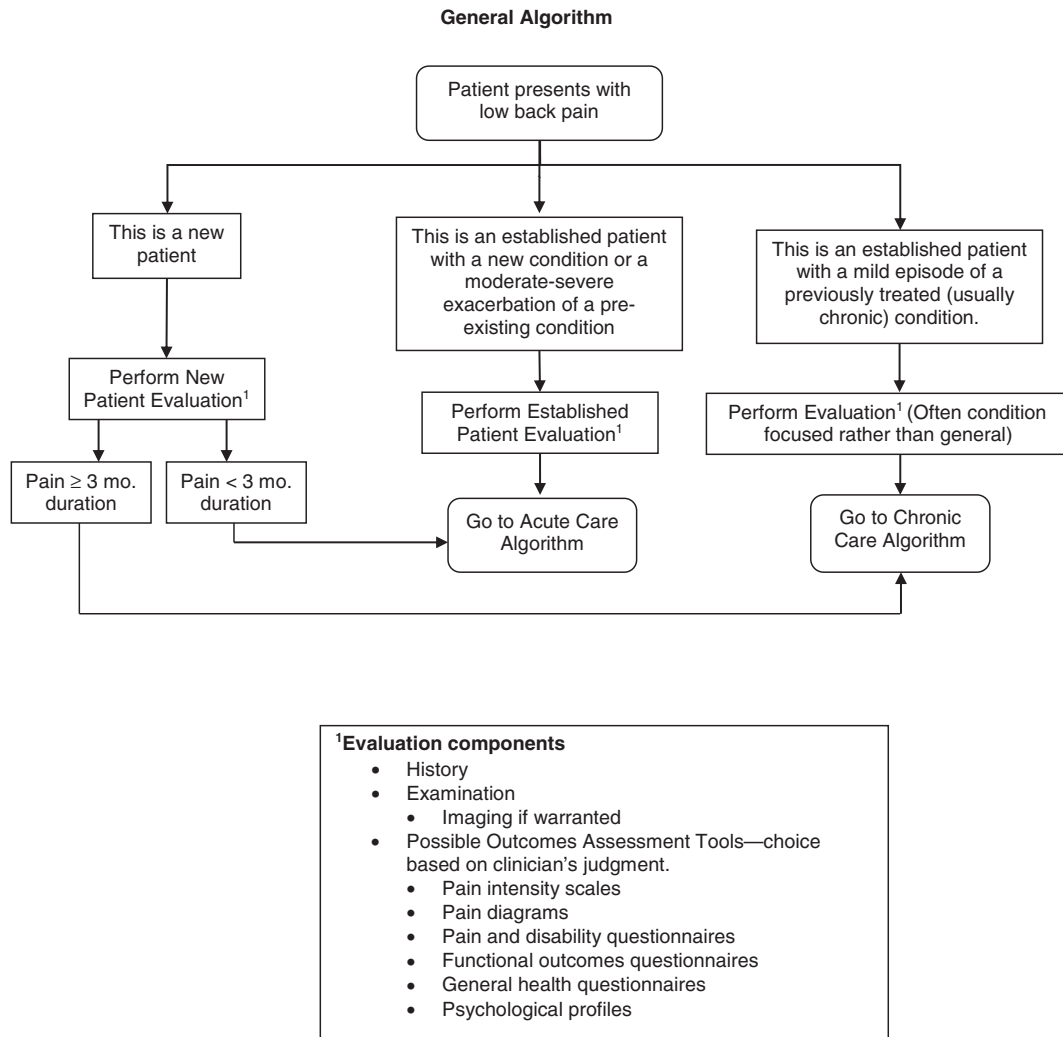 General Algorithm
Patient presents with
low back pain
This is a new
patient
This is an established patient
with a new condition or a
moderate-severe
exacerbation of a pre-
existing condition
This is an established patient
with a mild episode of a
previously treated (usually
chronic) condition.
Perform New
Patient Evaluation¹
Perform Established
Patient Evaluation¹
Perform Evaluation¹ (Often condition
focused rather than general)
Pain ≥ 3 mo.
duration
Pain < 3 mo.
duration
Go to Acute Care
Algorithm
Go to Chronic
Care Algorithm
¹Evaluation components
• History
• Examination
• Imaging if warranted
• Possible Outcomes Assessment Tools—choice
based on clinician's judgment.
• Pain intensity scales
• Pain diagrams
• Pain and disability questionnaires
• Functional outcomes questionnaires
• General health questionnaires
• Psychological profiles